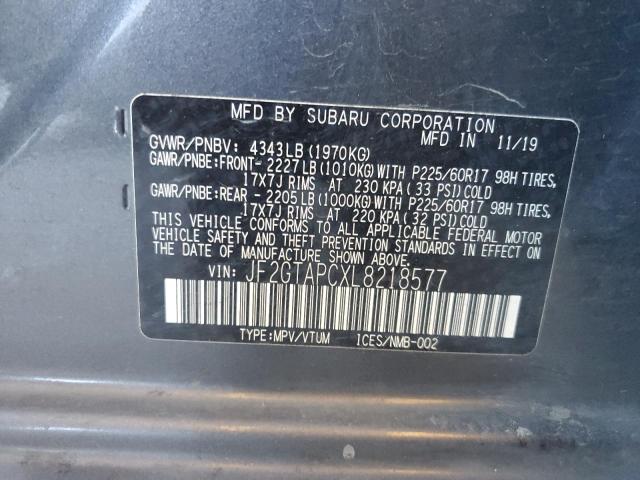 MFD BY SUBARU CORPORATION
MFD IN 11/19
GVWR/PNBV: 4343LB(1970KG)
GAWR/PNBE:FRONT-2227LB(1010KG)WITH P225/60R17 98H TIRES,
17X7J RIMS AT 230 KPA(33 PSI)COLD
GAWR/PNBE:REAR -2205LB(1000KG)WITH P225/60R17 98H TIRES,
17X7J RIMS AT 220 KPA(32 PSI)COLD
THIS VEHICLE CONFORMS TO ALL APPLICABLE FEDERAL MOTOR
VEHICLE SAFETY AND THEFT PREVENTION STANDARDS IN EFFECT ON
THE DATE OF MANUFACTURE SHOWN ABOVE.
VIN: JF2GTAPCXL8218577
TYPE:MPV/VTUM ICES/NMB-002